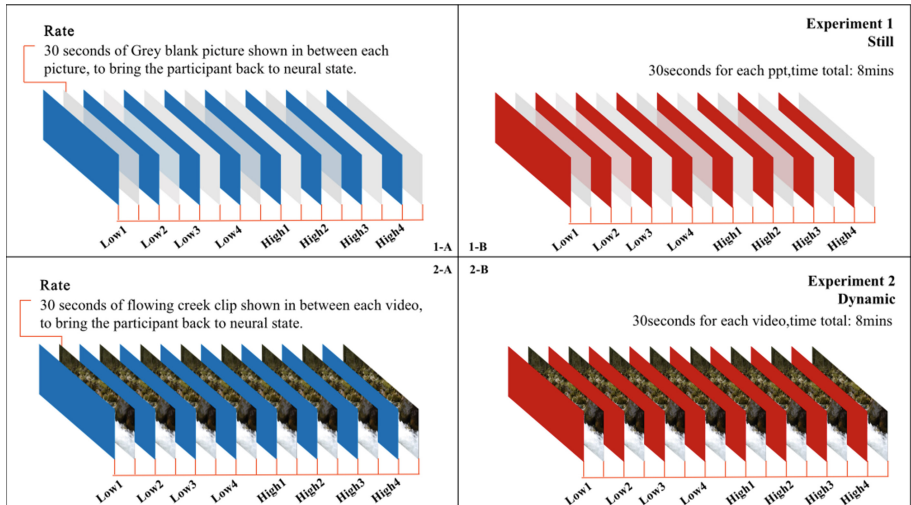 Rate
30 seconds of Grey blank picture shown in between each
picture, to bring the participant back to neural state.
Low1
Low2
Low3
Low4
High1
High2
High3
High4
1-A
Experiment 1
Still
30seconds for each ppt,time total: 8mins
Low1
Low2
Low3
Low4
High1
High2
High3
High4
1-B
2-A
Rate
30 seconds of flowing creek clip shown in between each video,
to bring the participant back to neural state.
Low1
Low2
Low3
Low4
High1
High2
High3
High4
2-B
Experiment 2
Dynamic
30seconds for each video,time total: 8mins
Low1
Low2
Low3
Low4
High1
High2
High3
High4